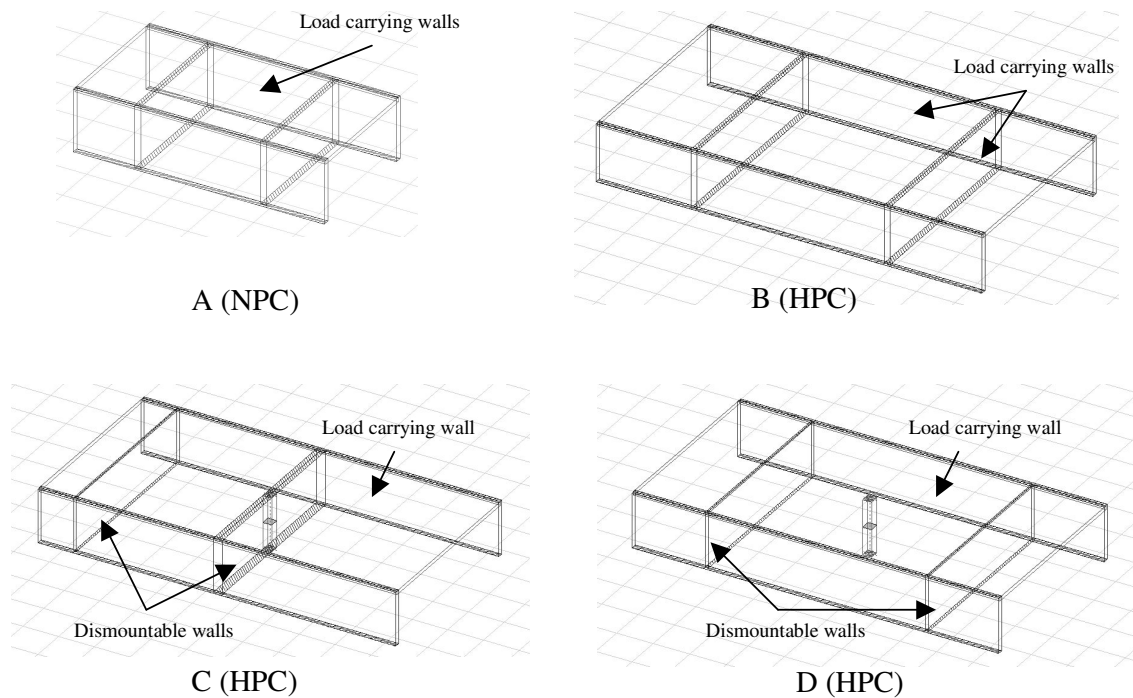 Load carrying walls
Load carrying walls
A (NPC)
B (HPC)
Load carrying wall
Dismountable walls
C (HPC)
Load carrying wall
Dismountable walls
D (HPC)